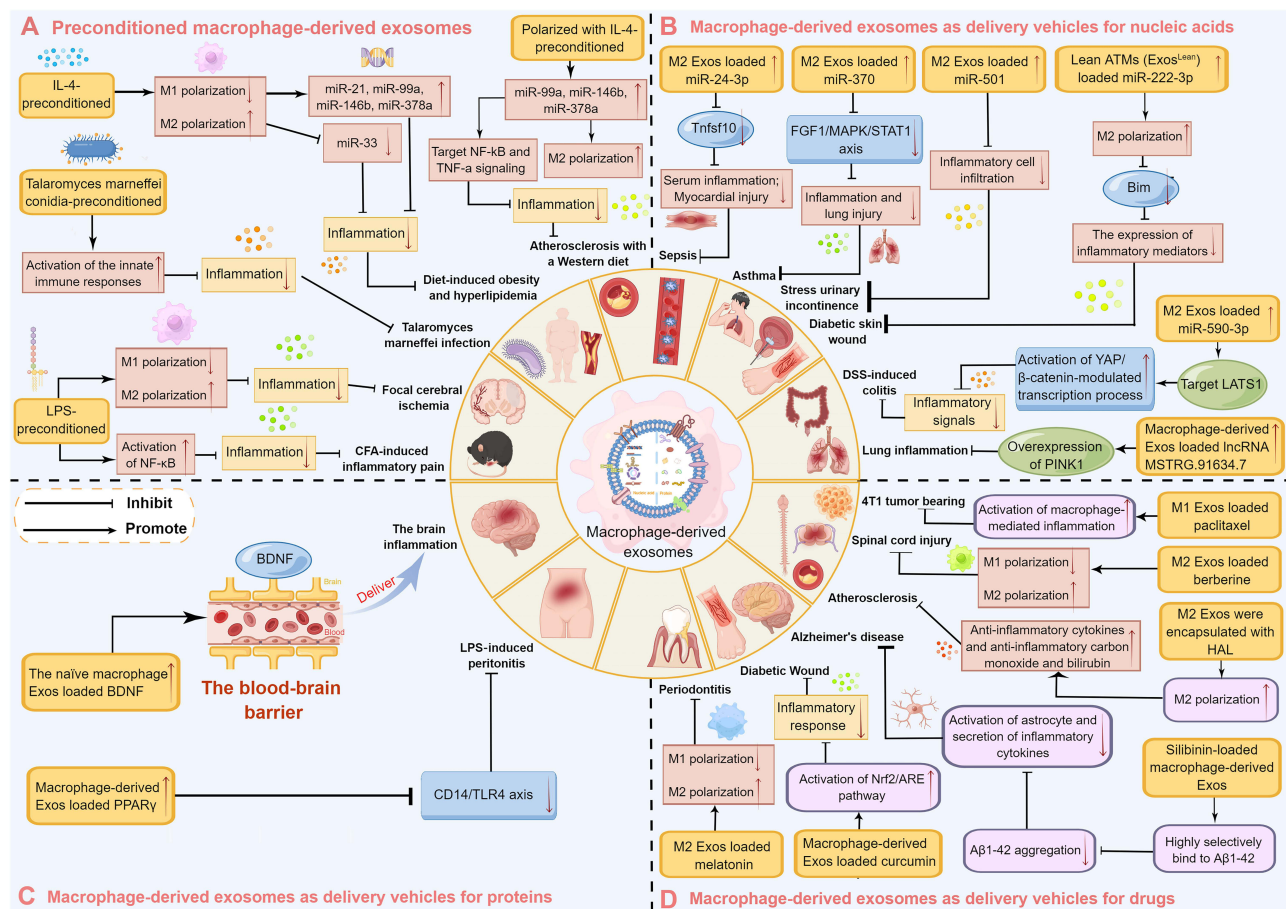 A Preconditioned macrophage-derived exosomes
IL-4-
preconditioned
M1 polarization
M2 polarization
miR-21, miR-99a,
miR-146b, miR-378a
miR-33
Inflammation
Diet-induced obesity
and hyperlipidemia
Polarized with IL-4-
preconditioned
miR-99a, miR-146b,
miR-378a
Target NF-kB and
TNF-a signaling
M2 polarization
Inflammation
Atherosclerosis with
a Western diet
Talaromyces marneffei
conidia-preconditioned
Activation of the innate
immune responses
Inflammation
Talaromyces
marneffei infection
LPS-
preconditioned
M1 polarization
M2 polarization
Inflammation
Focal cerebral
ischemia
Activation
of NF-κB
Inflammation
CFA-induced
inflammatory pain
B Macrophage-derived exosomes as delivery vehicles for nucleic acids
M2 Exos loaded
miR-24-3p
Tnfsf10
Serum inflammation;
Myocardial injury
Sepsis
M2 Exos loaded
miR-370
FGF1/MAPK/STAT1
axis
Inflammation and
lung injury
Asthma
M2 Exos loaded
miR-501
Inflammatory cell
infiltration
Stress urinary
incontinence
Lean ATMs (Exos^Lean)
loaded miR-222-3p
M2 polarization
Bim
The expression of
inflammatory mediators
Diabetic skin
wound
M2 Exos loaded
miR-590-3p
Target LATS1
Activation of YAP/
β-catenin-modulated
transcription process
Inflammatory
signals
DSS-induced
colitis
Macrophage-derived
Exos loaded lncRNA
MSTRG.91634.7
Overexpression
of PINK1
Lung inflammation
Macrophage-derived
exosomes
Inhibit
Promote
BDNF
Brain
Blood
The naïve macrophage
Exos loaded BDNF
The blood-brain
barrier
Deliver
The brain
inflammation
Macrophage-derived
Exos loaded PPARγ
CD14/TLR4 axis
LPS-induced
peritonitis
C Macrophage-derived exosomes as delivery vehicles for proteins
M1 Exos loaded
paclitaxel
Activation of macrophage-
mediated inflammation
4T1 tumor bearing
M2 Exos loaded
berberine
M1 polarization
M2 polarization
Spinal cord injury
M2 Exos were
encapsulated with
HAL
M2 polarization
Anti-inflammatory cytokines
and anti-inflammatory carbon
monoxide and bilirubin
Atherosclerosis
Silibinin-loaded
macrophage-derived
Exos
Highly selectively
bind to Aβ1-42
Aβ1-42 aggregation
Activation of astrocyte and
secretion of inflammatory
cytokines
Alzheimer's disease
Macrophage-derived
Exos loaded curcumin
Activation of Nrf2/ARE
pathway
Inflammatory
response
Diabetic Wound
M2 Exos loaded
melatonin
M1 polarization
M2 polarization
Periodontitis
D Macrophage-derived exosomes as delivery vehicles for drugs